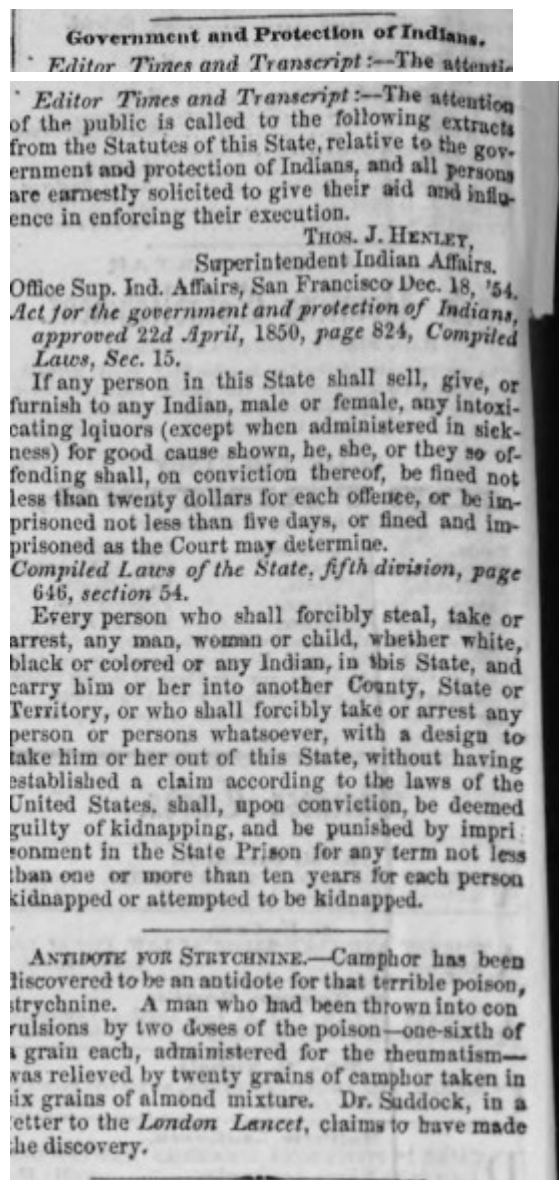 Government and Protection of Indians.
Editor Times and Transcript:—The attenti
Editor Times and Transcript:—The attention
of the public is called to the following extracts
from the Statutes of this State, relative to the gov-
ernment and protection of Indians, and all persons
are earnestly solicited to give their aid and influ-
ence in enforcing their execution.
THOS. J. HENLEY,
Superintendent Indian Affairs.
Office Sup. Ind. Affairs, San Francisco Dec. 18, '54.
Act for the government and protection of Indians,
approved 22d April, 1850, page 824, Compiled
Laws, Sec. 15.
If any person in this State shall sell, give, or
furnish to any Indian, male or female, any intoxi-
cating lqiuors (except when administered in sick-
ness) for good cause shown, he, she, or they so of-
fending shall, on conviction thereof, be fined not
less than twenty dollars for each offence, or be im-
prisoned not less than five days, or fined and im-
prisoned as the Court may determine.
Compiled Laws of the State, fifth division, page
646, section 54.
Every person who shall forcibly steal, take or
arrest, any man, woman or child, whether white,
black or colored or any Indian, in this State, and
carry him or her into another County, State or
Territory, or who shall forcibly take or arrest any
person or persons whatsoever, with a design to
take him or her out of this State, without having
established a claim according to the laws of the
United States, shall, upon conviction, be deemed
guilty of kidnapping, and be punished by impri
sonment in the State Prison for any term not less
than one or more than ten years for each person
kidnapped or attempted to be kidnapped.
ANTIDOTE FOR STRYCHNINE.—Camphor has been
discovered to be an antidote for that terrible poison,
strychnine. A man who had been thrown into con
vulsions by two doses of the poison—one-sixth of
a grain each, administered for the rheumatism—
was relieved by twenty grains of camphor taken in
six grains of almond mixture. Dr. Suddock, in a
letter to the London Lancet, claims to have made
the discovery.